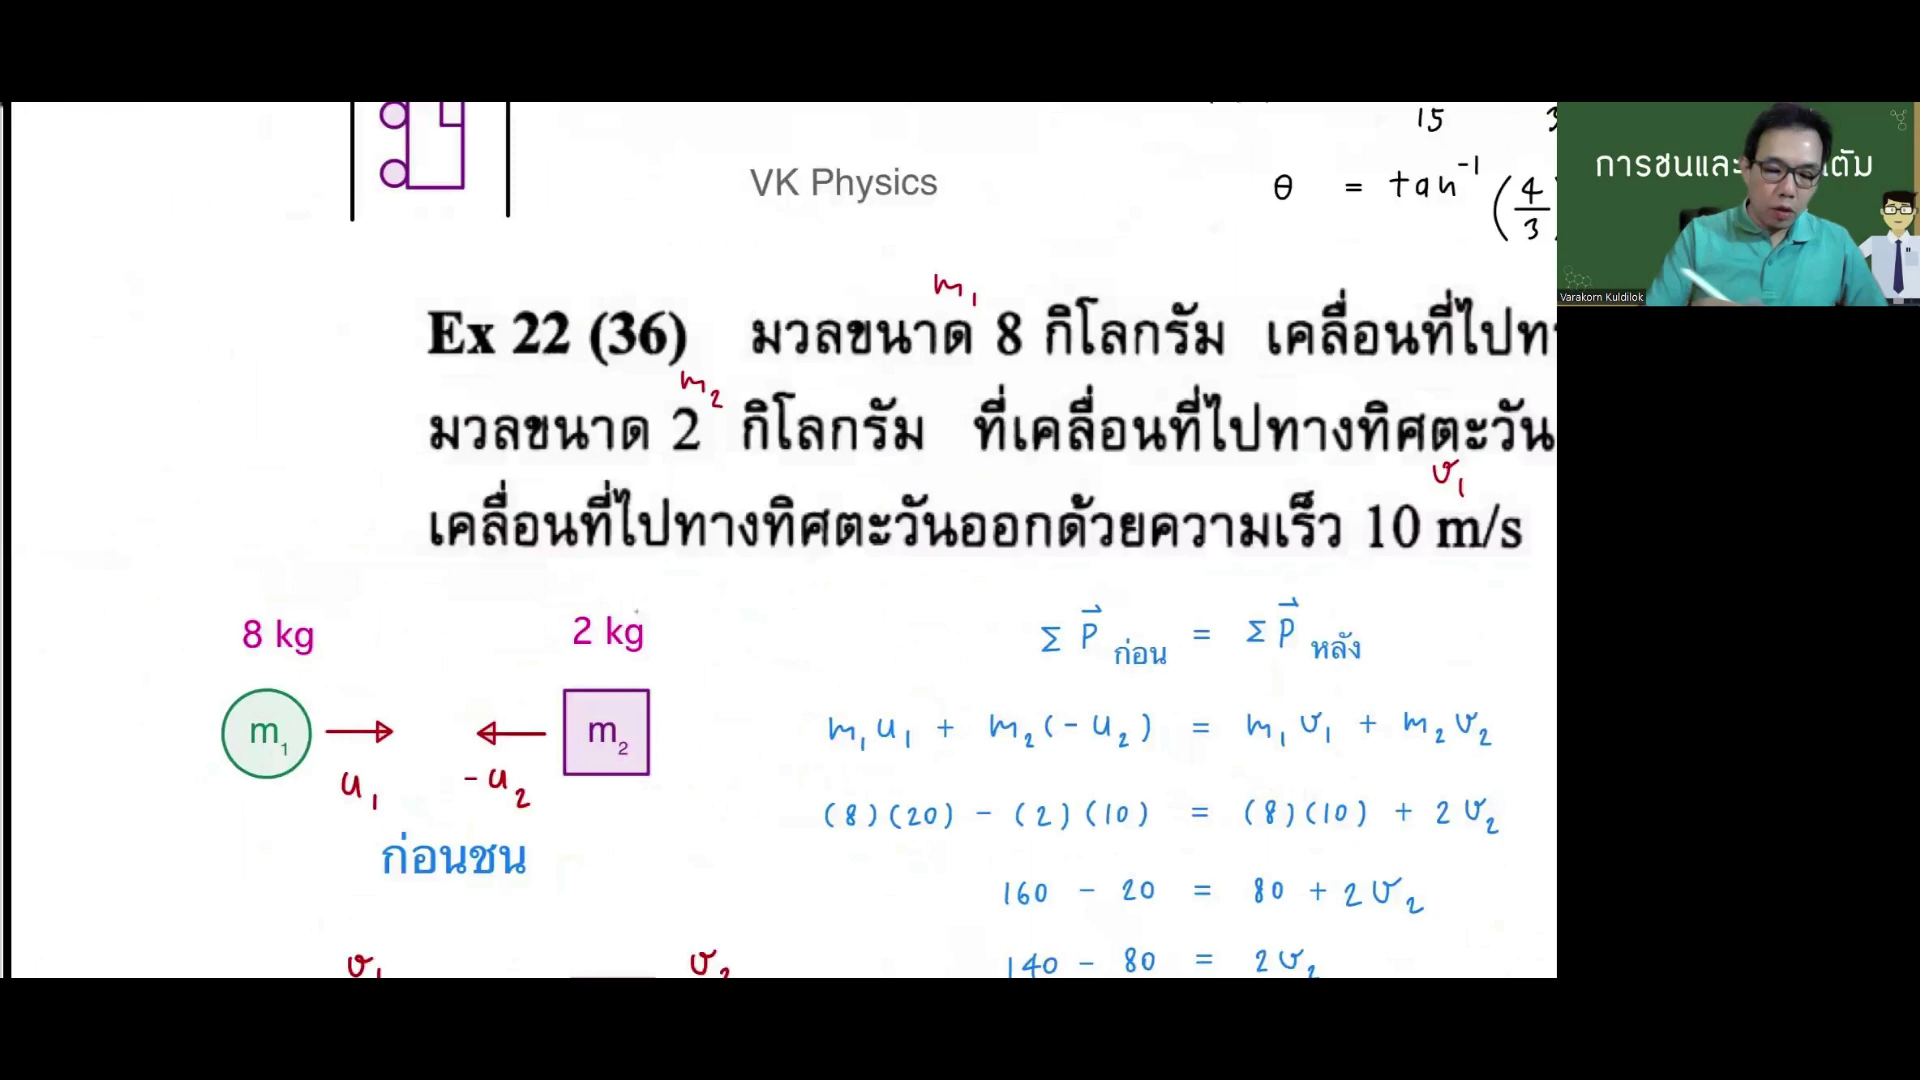 15 3
VK Physics
θ = tan⁻¹ (4/3
การชนและ ตัม
Varakorn Kuldilok
m₁
Ex 22 (36) มวลขนาด 8 กิโลกรัม เคลื่อนที่ไปท
m₂
มวลขนาด 2 กิโลกรัม ที่เคลื่อนที่ไปทางทิศตะวัน
v₁
เคลื่อนที่ไปทางทิศตะวันออกด้วยความเร็ว 10 m/s
8 kg 2 kg
m₁ m₂
u₁ -u₂
ก่อนชน
v₁ v₂
Σ P⃗ ก่อน = Σ P⃗ หลัง
m₁u₁ + m₂(-u₂) = m₁v₁ + m₂v₂
(8)(20) - (2)(10) = (8)(10) + 2v₂
160 - 20 = 80 + 2v₂
140 - 80 = 2v₂